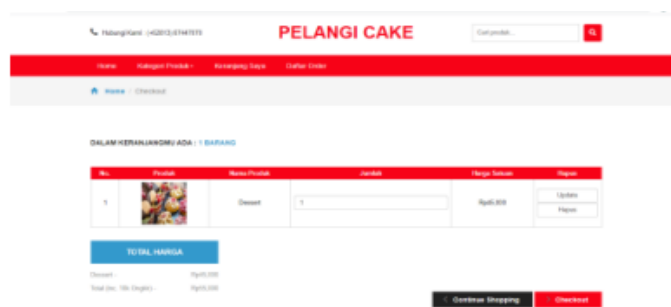 Hubungi Kami : (+62813)
PELANGI CAKE
Cari produk..
Home Kategori Produk Keranjang Saya Daftar Order
Home / Checkout
DALAM KERANJANGMU ADA : 1 BARANG
No. Produk Nama Produk Jumlah Harga Satuan Hapus
1 Dessert 1 Update
Hapus
TOTAL HARGA
Dessert :
Continue Shopping Checkout